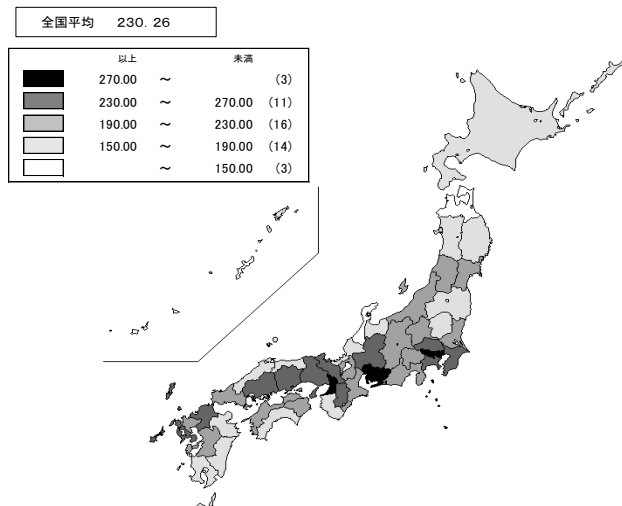 全国平均 230.26
以上 未満
270.00 ～ (3)
230.00 ～ 270.00 (11)
190.00 ～ 230.00 (16)
150.00 ～ 190.00 (14)
～ 150.00 (3)